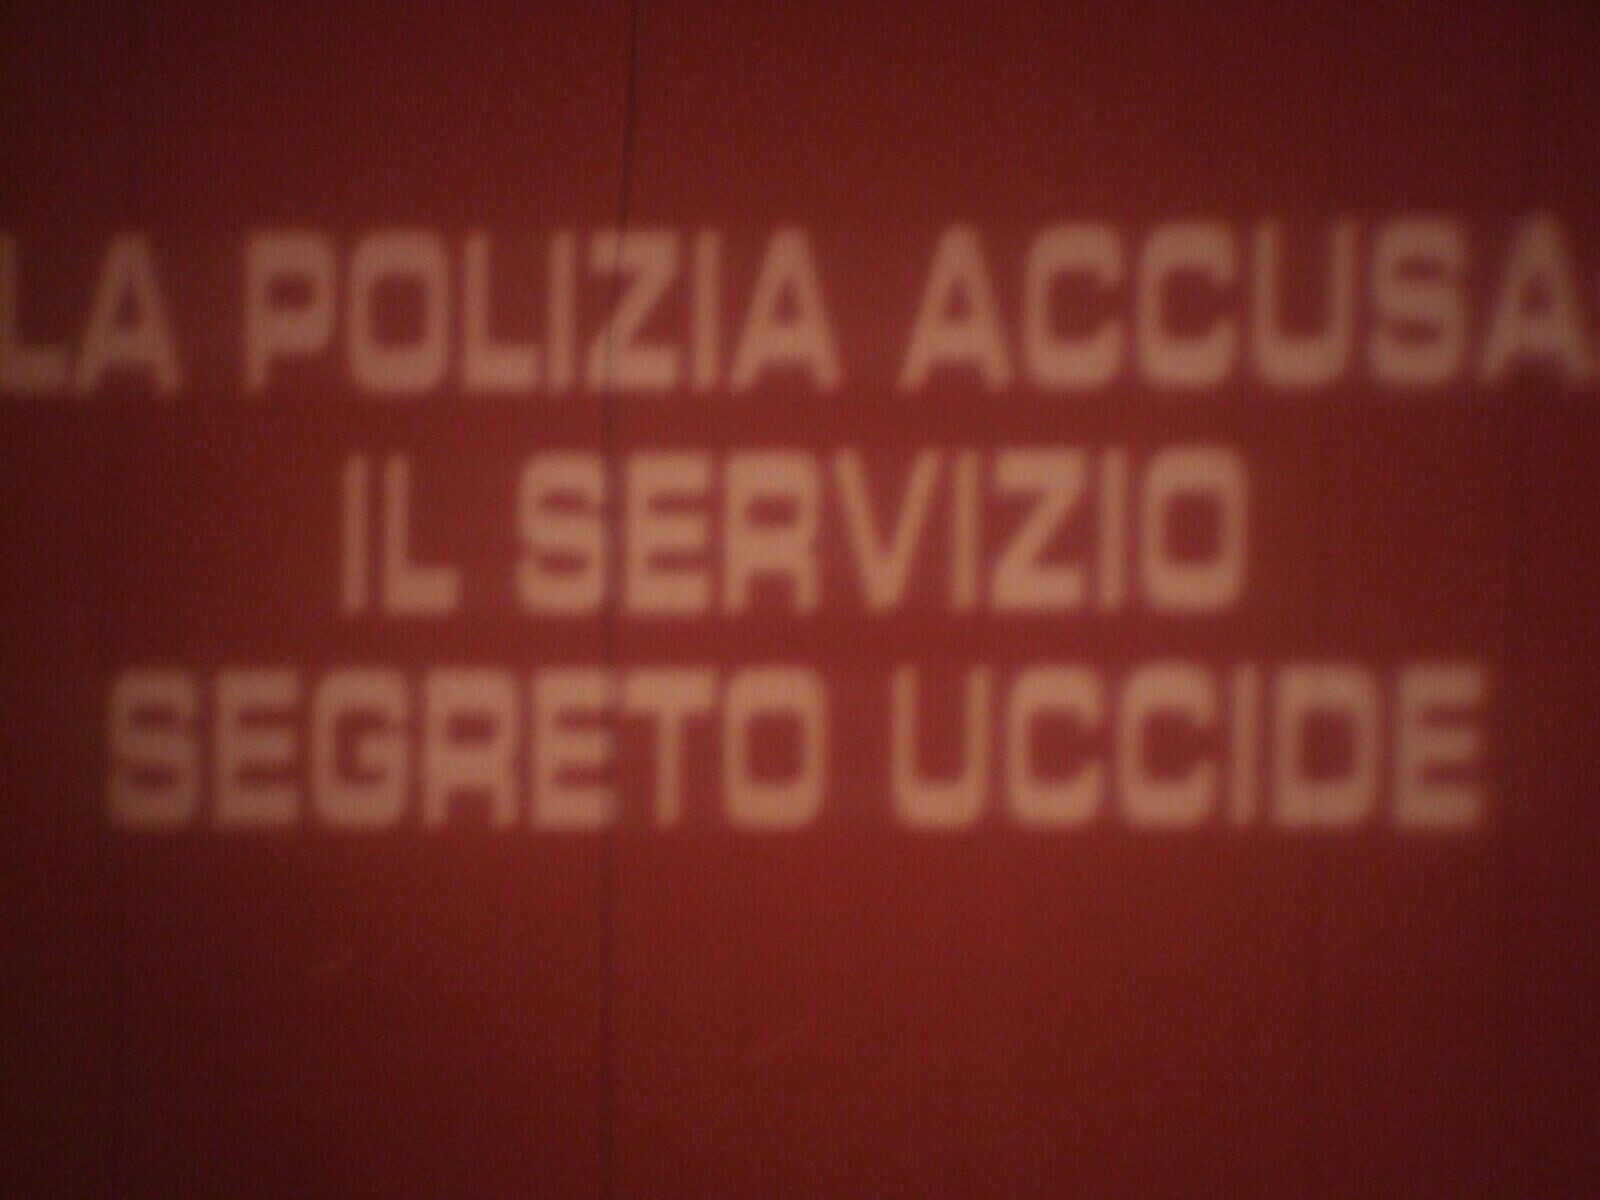 LA POLIZIA ACCUSA
IL SERVIZIO
SEGRETO UCCIDE